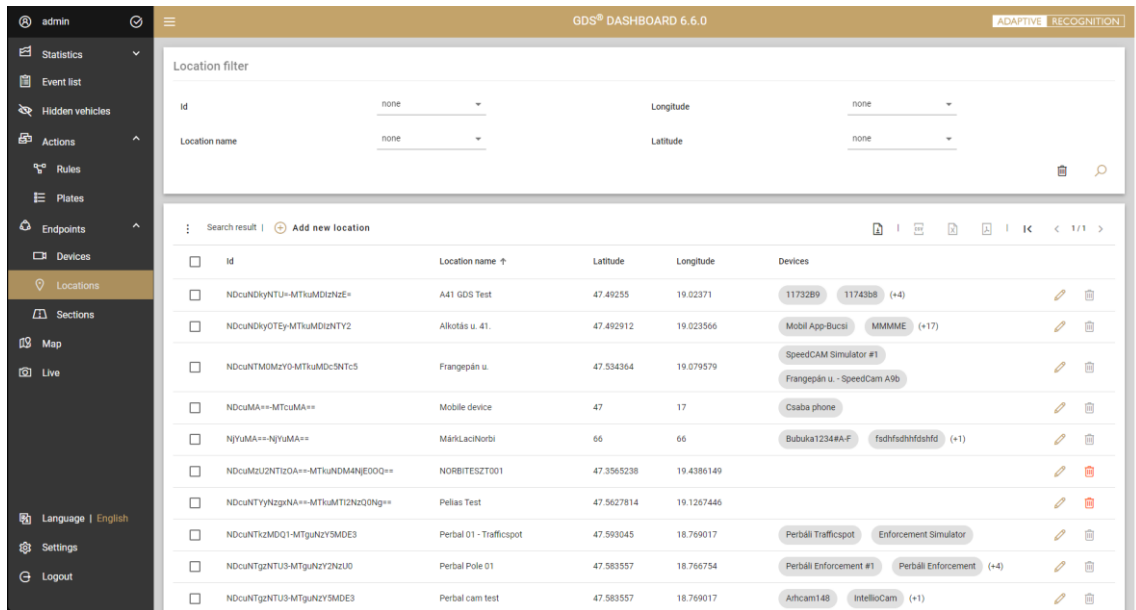 admin
GDS® DASHBOARD 6.6.0
ADAPTIVE RECOGNITION
Statistics
Event list
Hidden vehicles
Actions
Rules
Plates
Endpoints
Devices
Locations
Sections
Map
Live
Language | English
Settings
Logout
Location filter
Id none Longitude none
Location name none Latitude none
Search result | Add new location 1/1
Id Location name Latitude Longitude Devices
NDcuNDkyNTU=-MTkuMDIzNzE= A41 GDS Test 47.49255 19.02371 11732B9 11743b8 (+4)
NDcuNDkyOTEy-MTkuMDIzNTY2 Alkotás u. 41. 47.492912 19.023566 Mobil App-Bucsi MMMME (+17)
NDcuNTM0MzY0-MTkuMDc5NTc5 Frangepán u. 47.534364 19.079579 SpeedCAM Simulator #1
Frangepán u. - SpeedCam A9b
NDcuMA==-MTcuMA== Mobile device 47 17 Csaba phone
NjYuMA==-NjYuMA== MárkLaciNorbi 66 66 Bubuka1234#A-F fsdhfsdhhfdshfd (+1)
NDcuMzU2NTIzOA==-MTkuNDM4NjE0OQ== NORBITESZT001 47.3565238 19.4386149
NDcuNTYyNzgxNA==-MTkuMTI2NzQ0Ng== Pelias Test 47.5627814 19.1267446
NDcuNTkzMDQ1-MTguNzY5MDE3 Perbal 01 - Trafficspot 47.593045 18.769017 Perbáli Trafficspot Enforcement Simulator
NDcuNTgzNTU3-MTguNzY2NzU0 Perbal Pole 01 47.583557 18.766754 Perbáli Enforcement #1 Perbáli Enforcement (+4)
NDcuNTgzNTU3-MTguNzY5MDE3 Perbal cam test 47.583557 18.769017 Arhcam148 IntellioCam (+1)